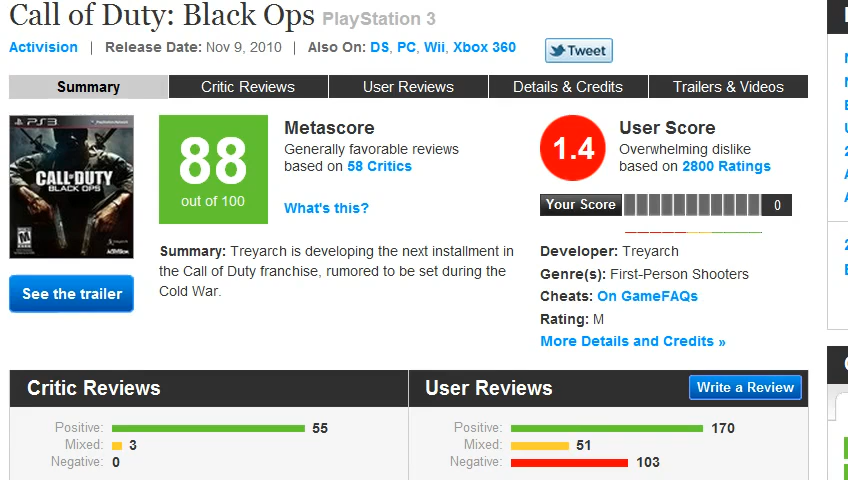 Call of Duty: Black Ops PlayStation 3
Activision | Release Date: Nov 9, 2010 | Also On: DS, PC, Wii, Xbox 360
Tweet
Summary Critic Reviews User Reviews Details & Credits Trailers & Videos
PS3
CALL OF DUTY
BLACK OPS
ACTIVISION
See the trailer
88
out of 100
Metascore
Generally favorable reviews
based on 58 Critics
What's this?
1.4
User Score
Overwhelming dislike
based on 2800 Ratings
Your Score 0
Summary: Treyarch is developing the next installment in
the Call of Duty franchise, rumored to be set during the
Cold War.
Developer: Treyarch
Genre(s): First-Person Shooters
Cheats: On GameFAQs
Rating: M
More Details and Credits »
Critic Reviews
Positive: 55
Mixed: 3
Negative: 0
User Reviews
Write a Review
Positive: 170
Mixed: 51
Negative: 103